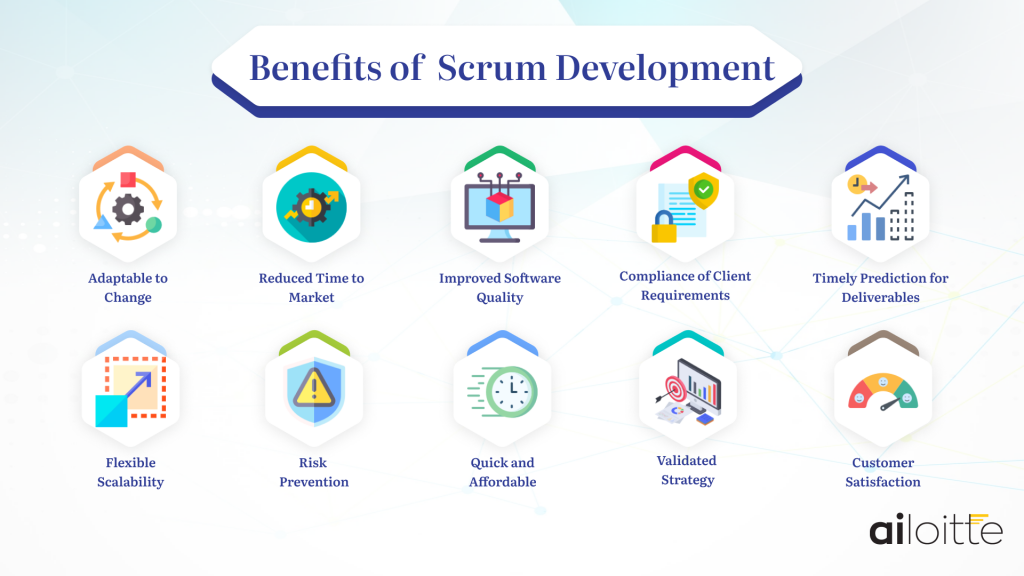 Benefits of Scrum Development
Adaptable to
Change
Reduced Time to
Market
Improved Software
Quality
Compliance of Client
Requirements
Timely Prediction for
Deliverables
Flexible
Scalability
Risk
Prevention
Quick and
Affordable
Validated
Strategy
Customer
Satisfaction
ailoitte